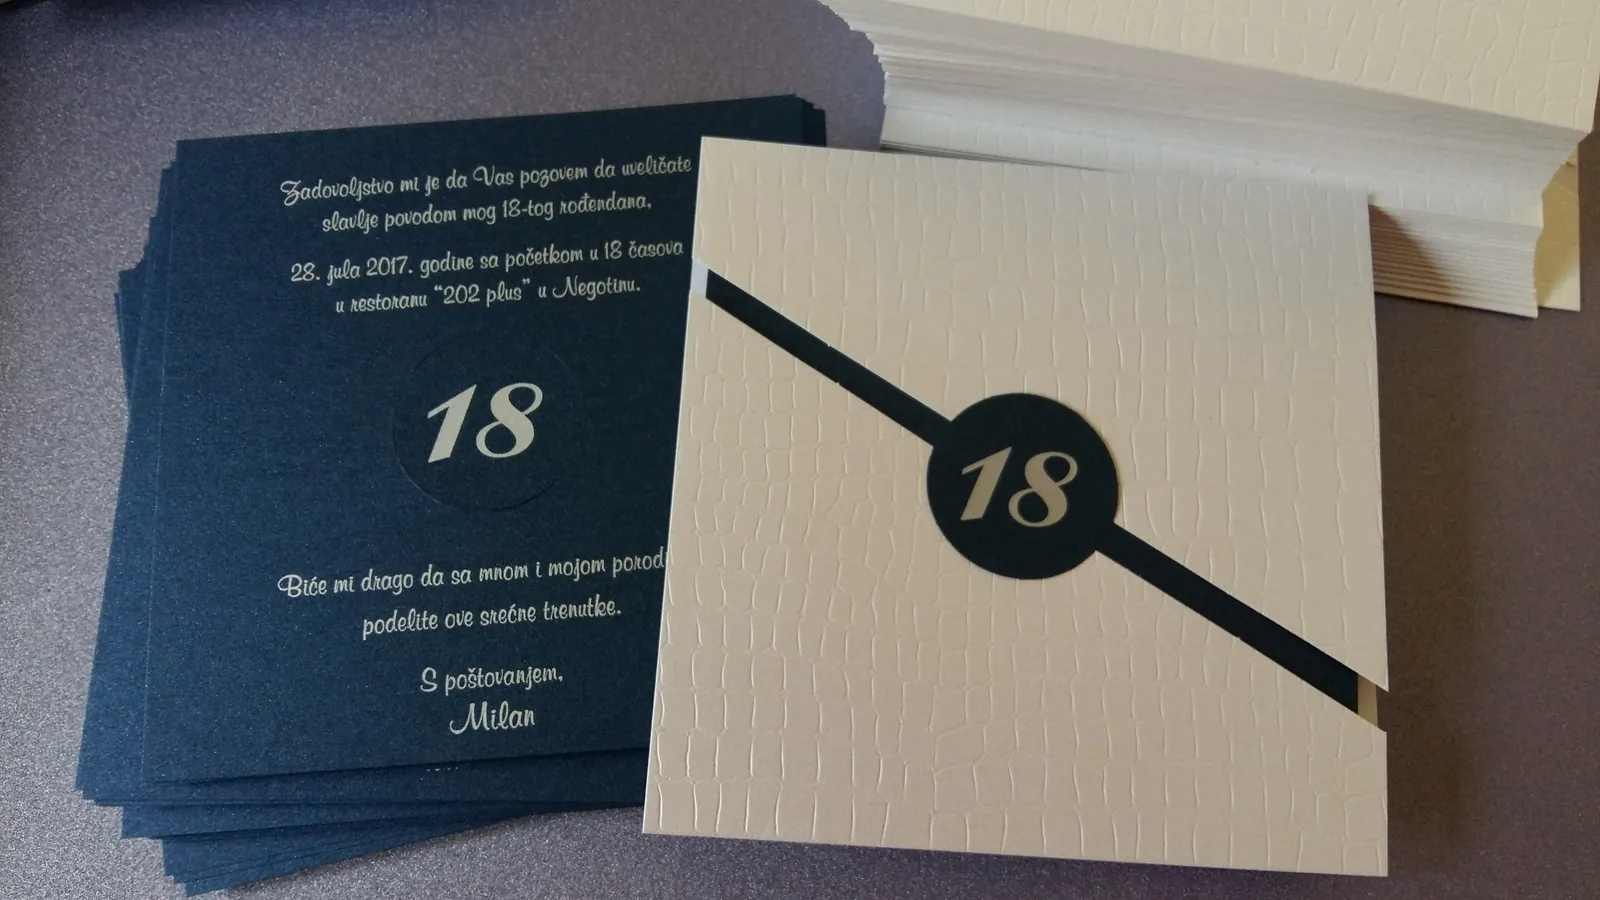 Zadovoljstvo mi je da Vas pozovem da uveličate
slavlje povodom mog 18-tog rođendana,
28. jula 2017. godine sa početkom u 18 časova
u restoranu “202 plus” u Negotinu.
18
Biće mi drago da sa mnom i mojom
podelite ove srećne trenutke.
S poštovanjem,
Milan
18